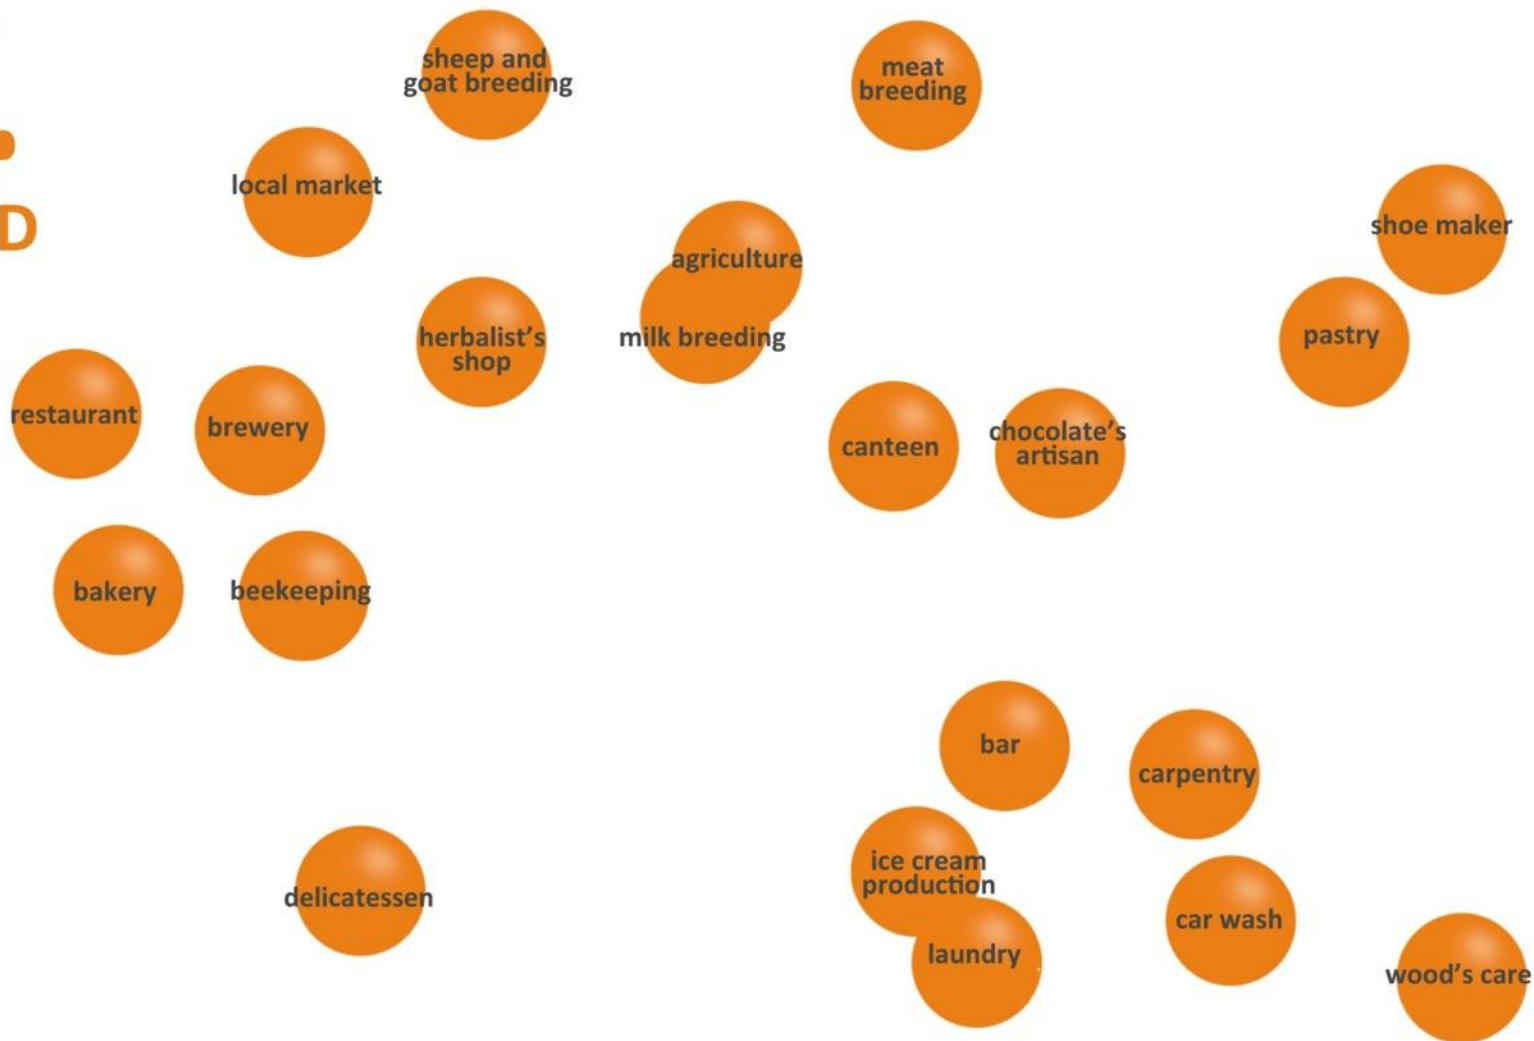 sheep and
goat breeding
meat
breeding
local market
D
shoe maker
agriculture
herbalist's
shop
milk breeding
pastry
restaurant
brewery
canteen
chocolate's
artisan
bakery
beekeeping
bar
carpentry
ice cream
production
delicatessen
car wash
laundry
wood's care